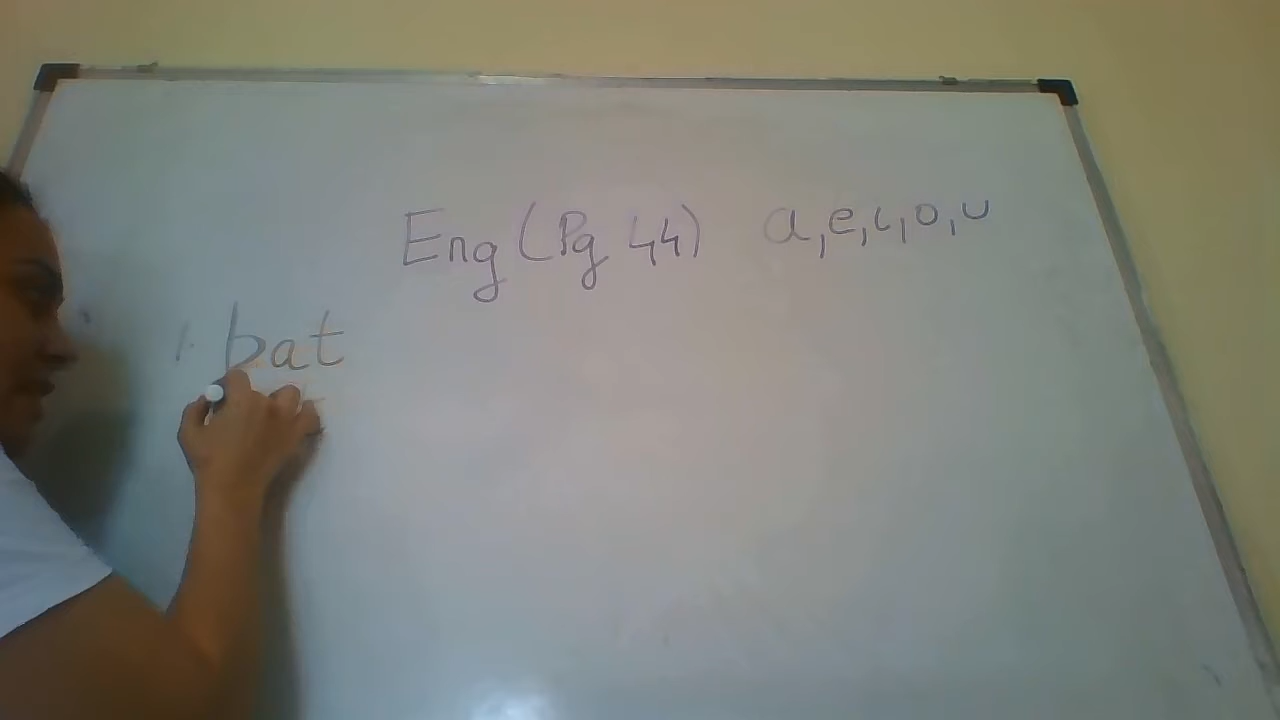 Eng (Pg 44) a, e, i, o, u
1. bat